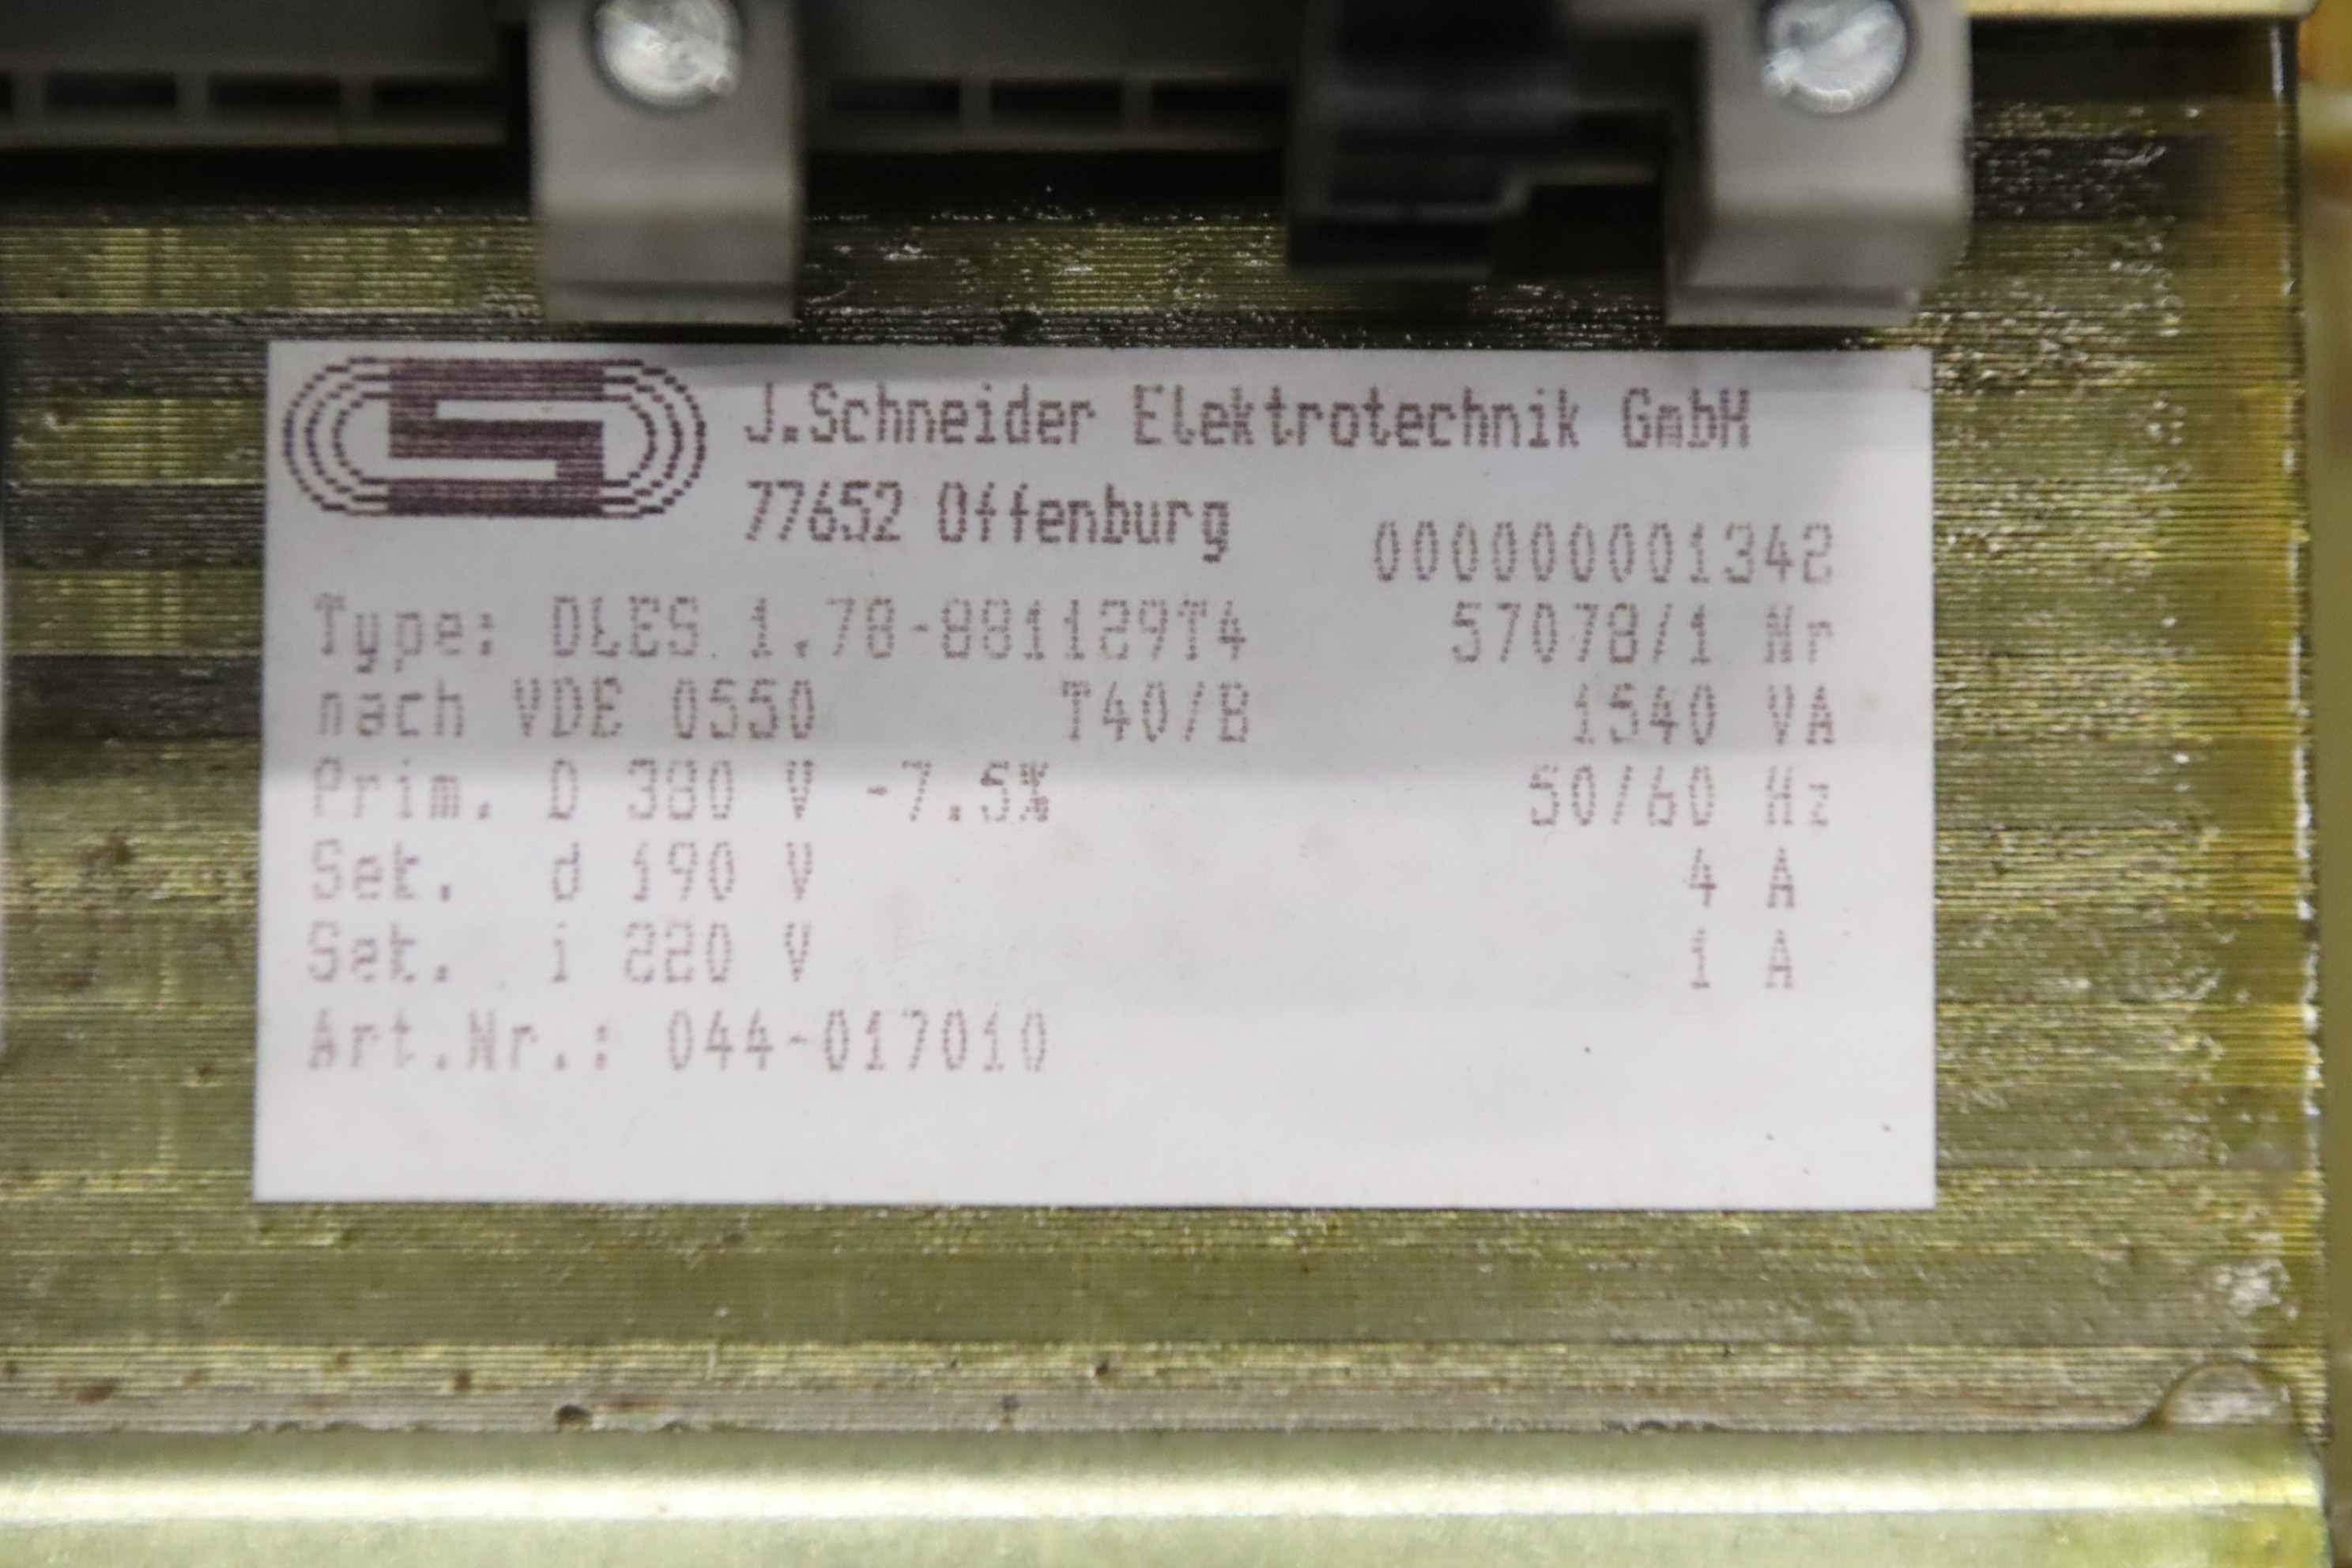 J.Schneider Elektrotechnik GmbH
77652 Offenburg
000000001342
Type: DLES 1.78-881129T4 57078/1 Nr
nach VDE 0550 T40/B 1540 VA
Prim. D 380 V -7.5% 50/60 Hz
Sek. d 190 V 4 A
Sek. i 220 V 1 A
Art.Nr.: 044-017010